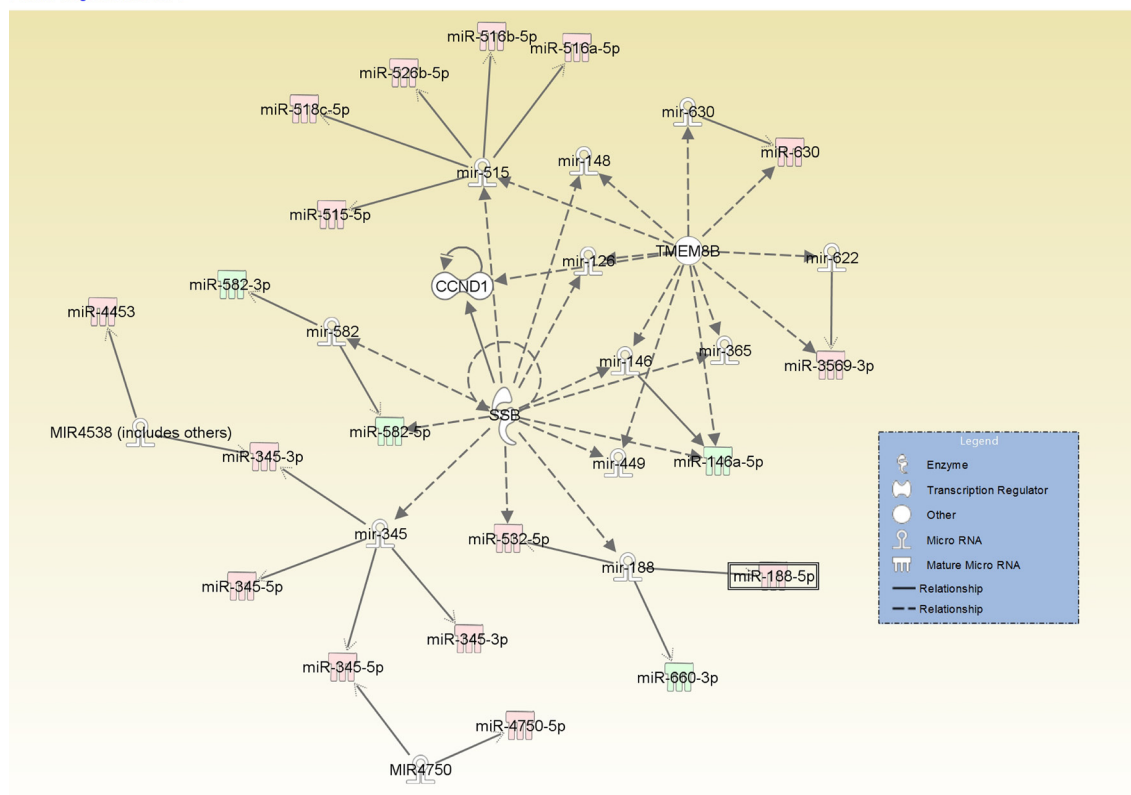 miR-516b-5p
miR-516a-5p
miR-526b-5p
miR-518c-5p
mir-630
miR-630
mir-148
mir-515
miR-515-5p
TMEM8B
mir-126
mir-622
CCND1
miR-582-3p
miR-4453
mir-582
mir-146
mir-365
miR-3569-3p
SSB
MIR4538 (includes others)
miR-582-5p
miR-345-3p
mir-449
miR-146a-5p
Legend
Enzyme
Transcription Regulator
Other
Micro RNA
Mature Micro RNA
Relationship
Relationship
mir-345
miR-532-5p
mir-188
miR-188-5p
miR-345-5p
miR-345-3p
miR-345-5p
miR-660-3p
miR-4750-5p
MIR4750